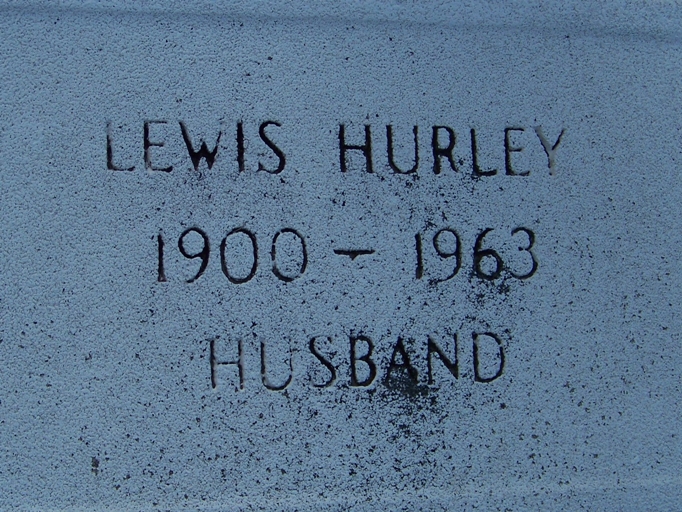 LEWIS HURLEY
1900 - 1963
HUSBAND